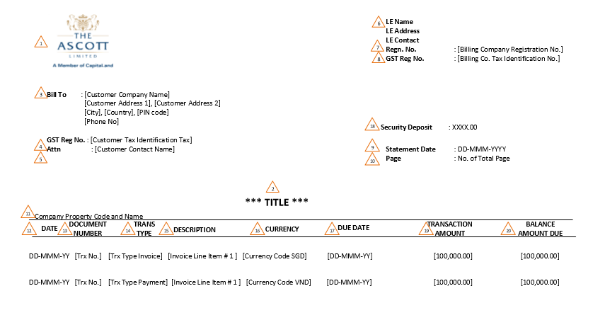 THE
ASCOTT
LIMITED
A Member of CapitaLand
LE Name
LE Address
LE Contact
Regn. No. : [Billing Company Registration No.]
GST Reg No. : [Billing Co. Tax Identification No.]
Bill To : [Customer Company Name]
[Customer Address 1], [Customer Address 2]
[City], [Country], [PIN code]
[Phone No]
Security Deposit : XXXX.00
GST Reg No. : [Customer Tax Identification Tax]
Attn : [Customer Contact Name]
Statement Date : DD-MMM-YYYY
Page : No. of Total Page
*** TITLE ***
Company Property Code and Name
DATE DOCUMENT NUMBER TRANS TYPE DESCRIPTION CURRENCY DUE DATE TRANSACTION AMOUNT BALANCE AMOUNT DUE
DD-MMM-YY [Trx No.] [Trx Type Invoice] [Invoice Line Item # 1 ] [Currency Code SGD] [DD-MMM-YY] [100,000.00] [100,000.00]
DD-MMM-YY [Trx No.] [Trx Type Payment] [Invoice Line Item # 1 ] [Currency Code VND] [DD-MMM-YY] [100,000.00] [100,000.00]